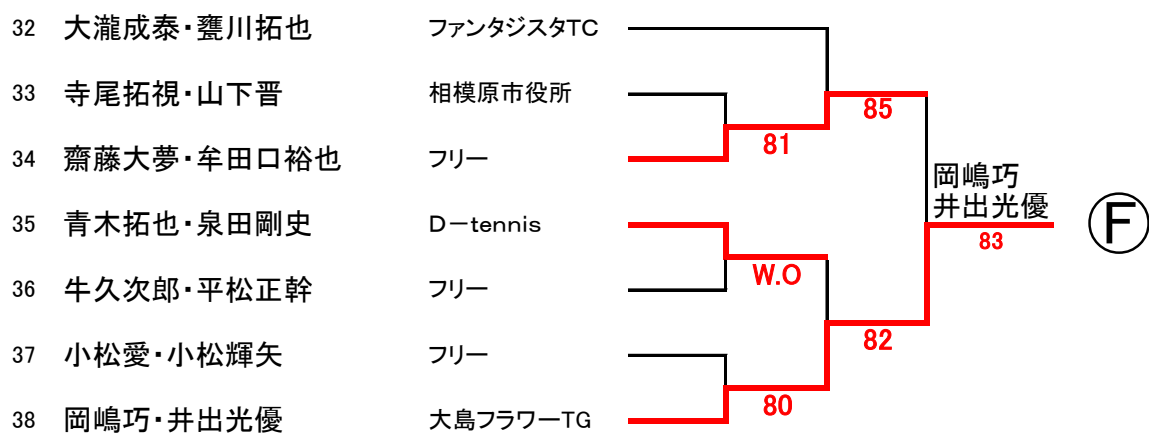 32 大瀧成泰・甕川拓也 ファンタジスタTC
33 寺尾拓視・山下晋 相模原市役所
85
81
34 齋藤大夢・牟田口裕也 フリー
岡嶋巧
井出光優
35 青木拓也・泉田剛史 D－tennis
F
83
W.O
36 牛久次郎・平松正幹 フリー
82
37 小松愛・小松輝矢 フリー
80
38 岡嶋巧・井出光優 大島フラワーTG